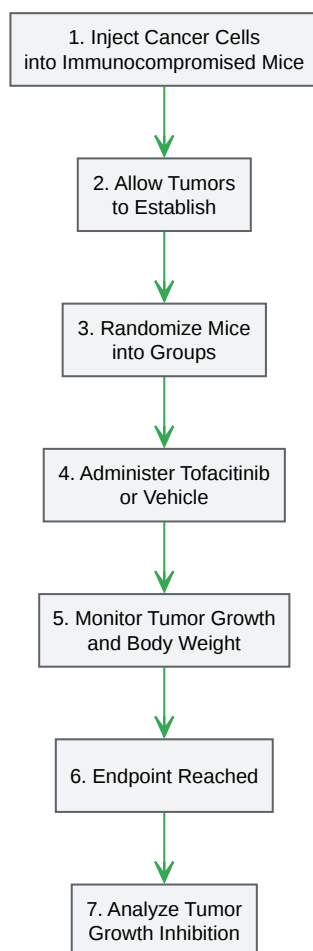 1. Inject Cancer Cells
into Immunocompromised Mice
2. Allow Tumors
to Establish
3. Randomize Mice
into Groups
4. Administer Tofacitinib
or Vehicle
5. Monitor Tumor Growth
and Body Weight
6. Endpoint Reached
7. Analyze Tumor
Growth Inhibition